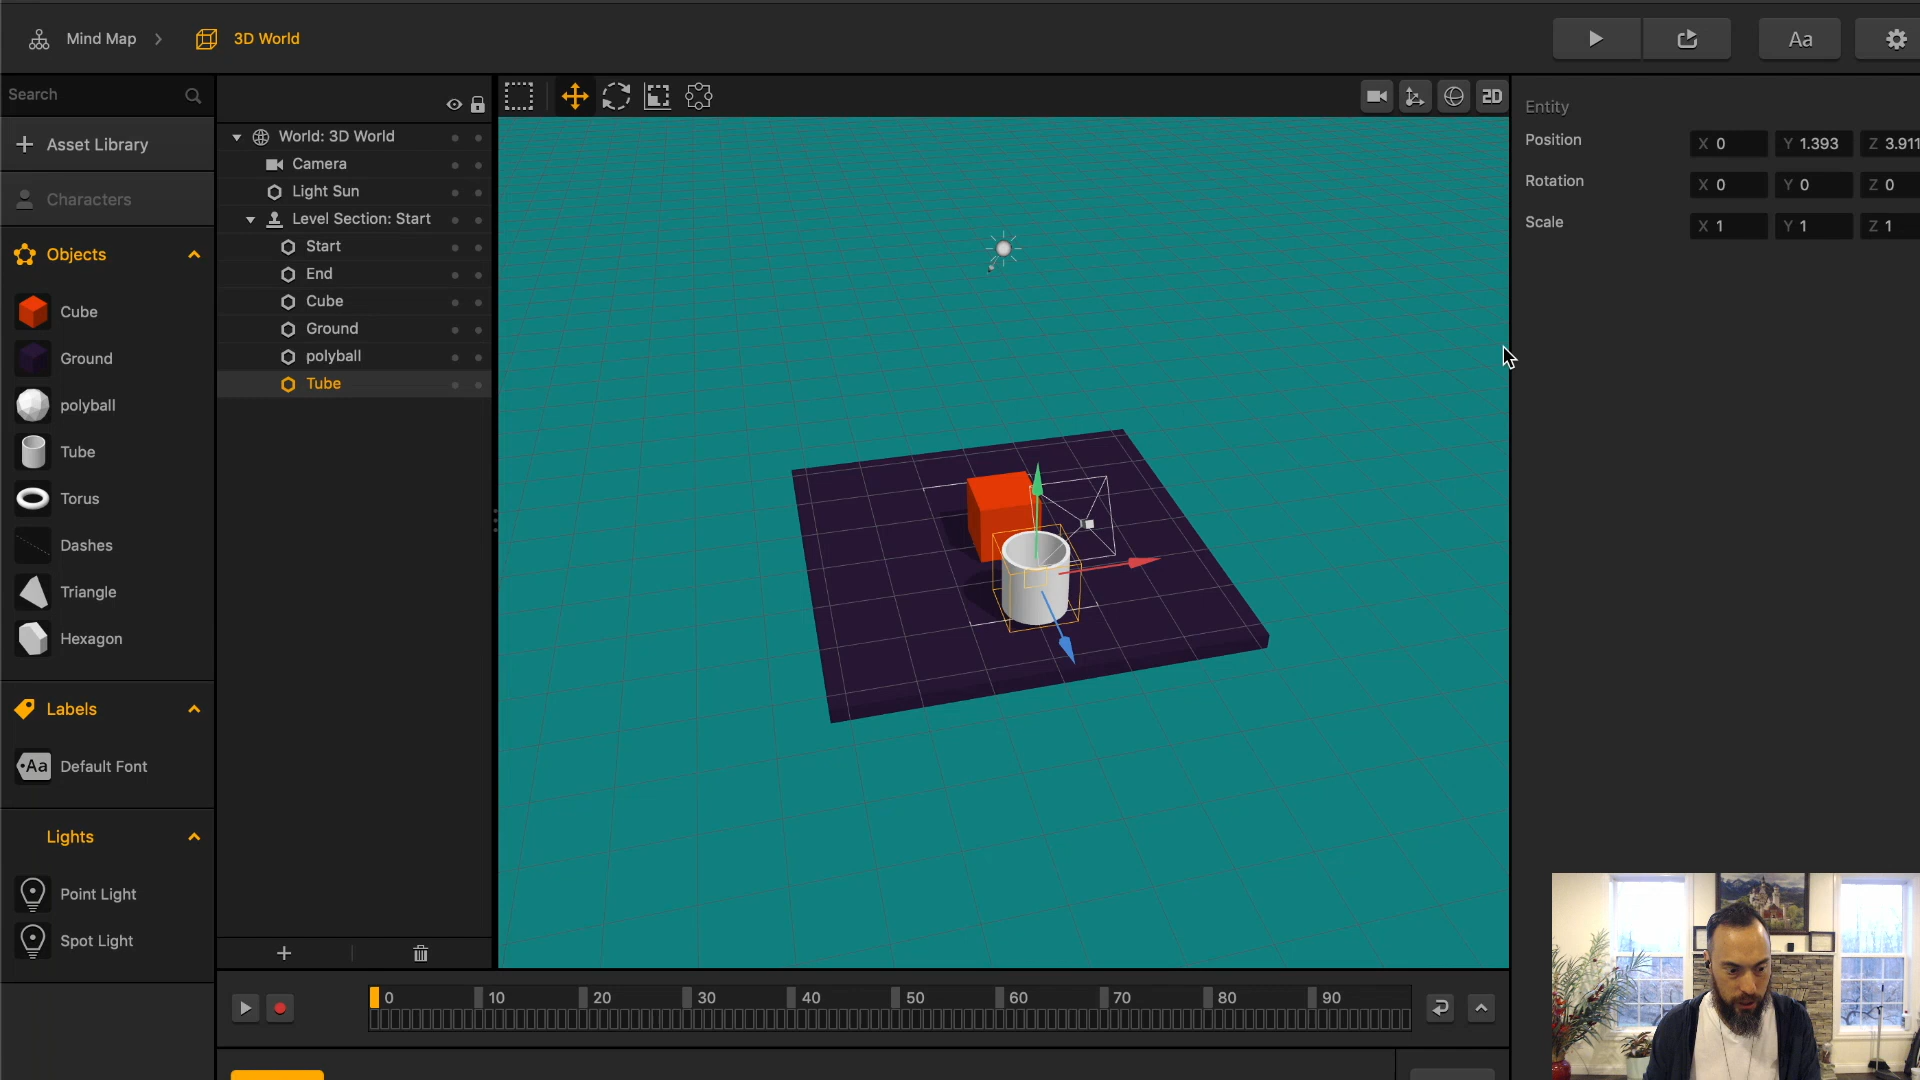 Mind Map
3D World
Aa
Search
Asset Library
Characters
Objects
Cube
Ground
polyball
Tube
Torus
Dashes
Triangle
Hexagon
Labels
Aa Default Font
Lights
Point Light
Spot Light
World: 3D World
Camera
Light Sun
Level Section: Start
Start
End
Cube
Ground
polyball
Tube
2D
Entity
Position X 0 Y 1.393 Z 3.911
Rotation X 0 Y 0 Z 0
Scale X 1 Y 1 Z 1
0 10 20 30 40 50 60 70 80 90